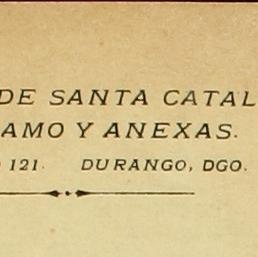 DE SANTA CATAL
AMO Y ANEXAS.
121. DURANGO, DGO.